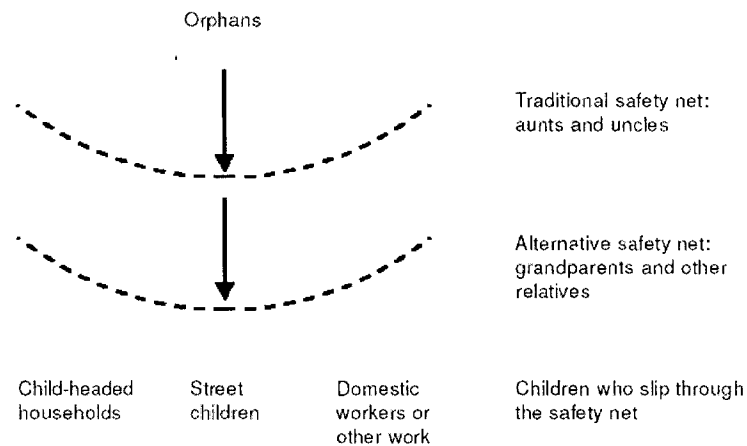 Orphans
Traditional safety net:
aunts and uncles
Alternative safety net:
grandparents and other
relatives
Child-headed
households
Street
children
Domestic
workers or
other work
Children who slip through
the safety net